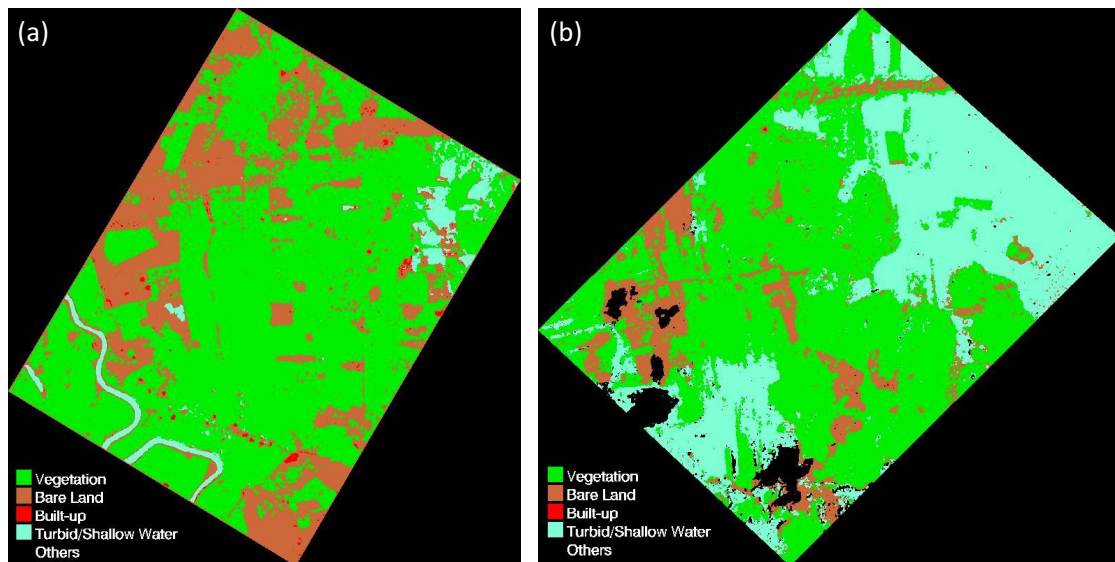 (a)
Vegetation
Bare Land
Built-up
Turbid/Shallow Water
Others
(b)
Vegetation
Bare Land
Built-up
Turbid/Shallow Water
Others